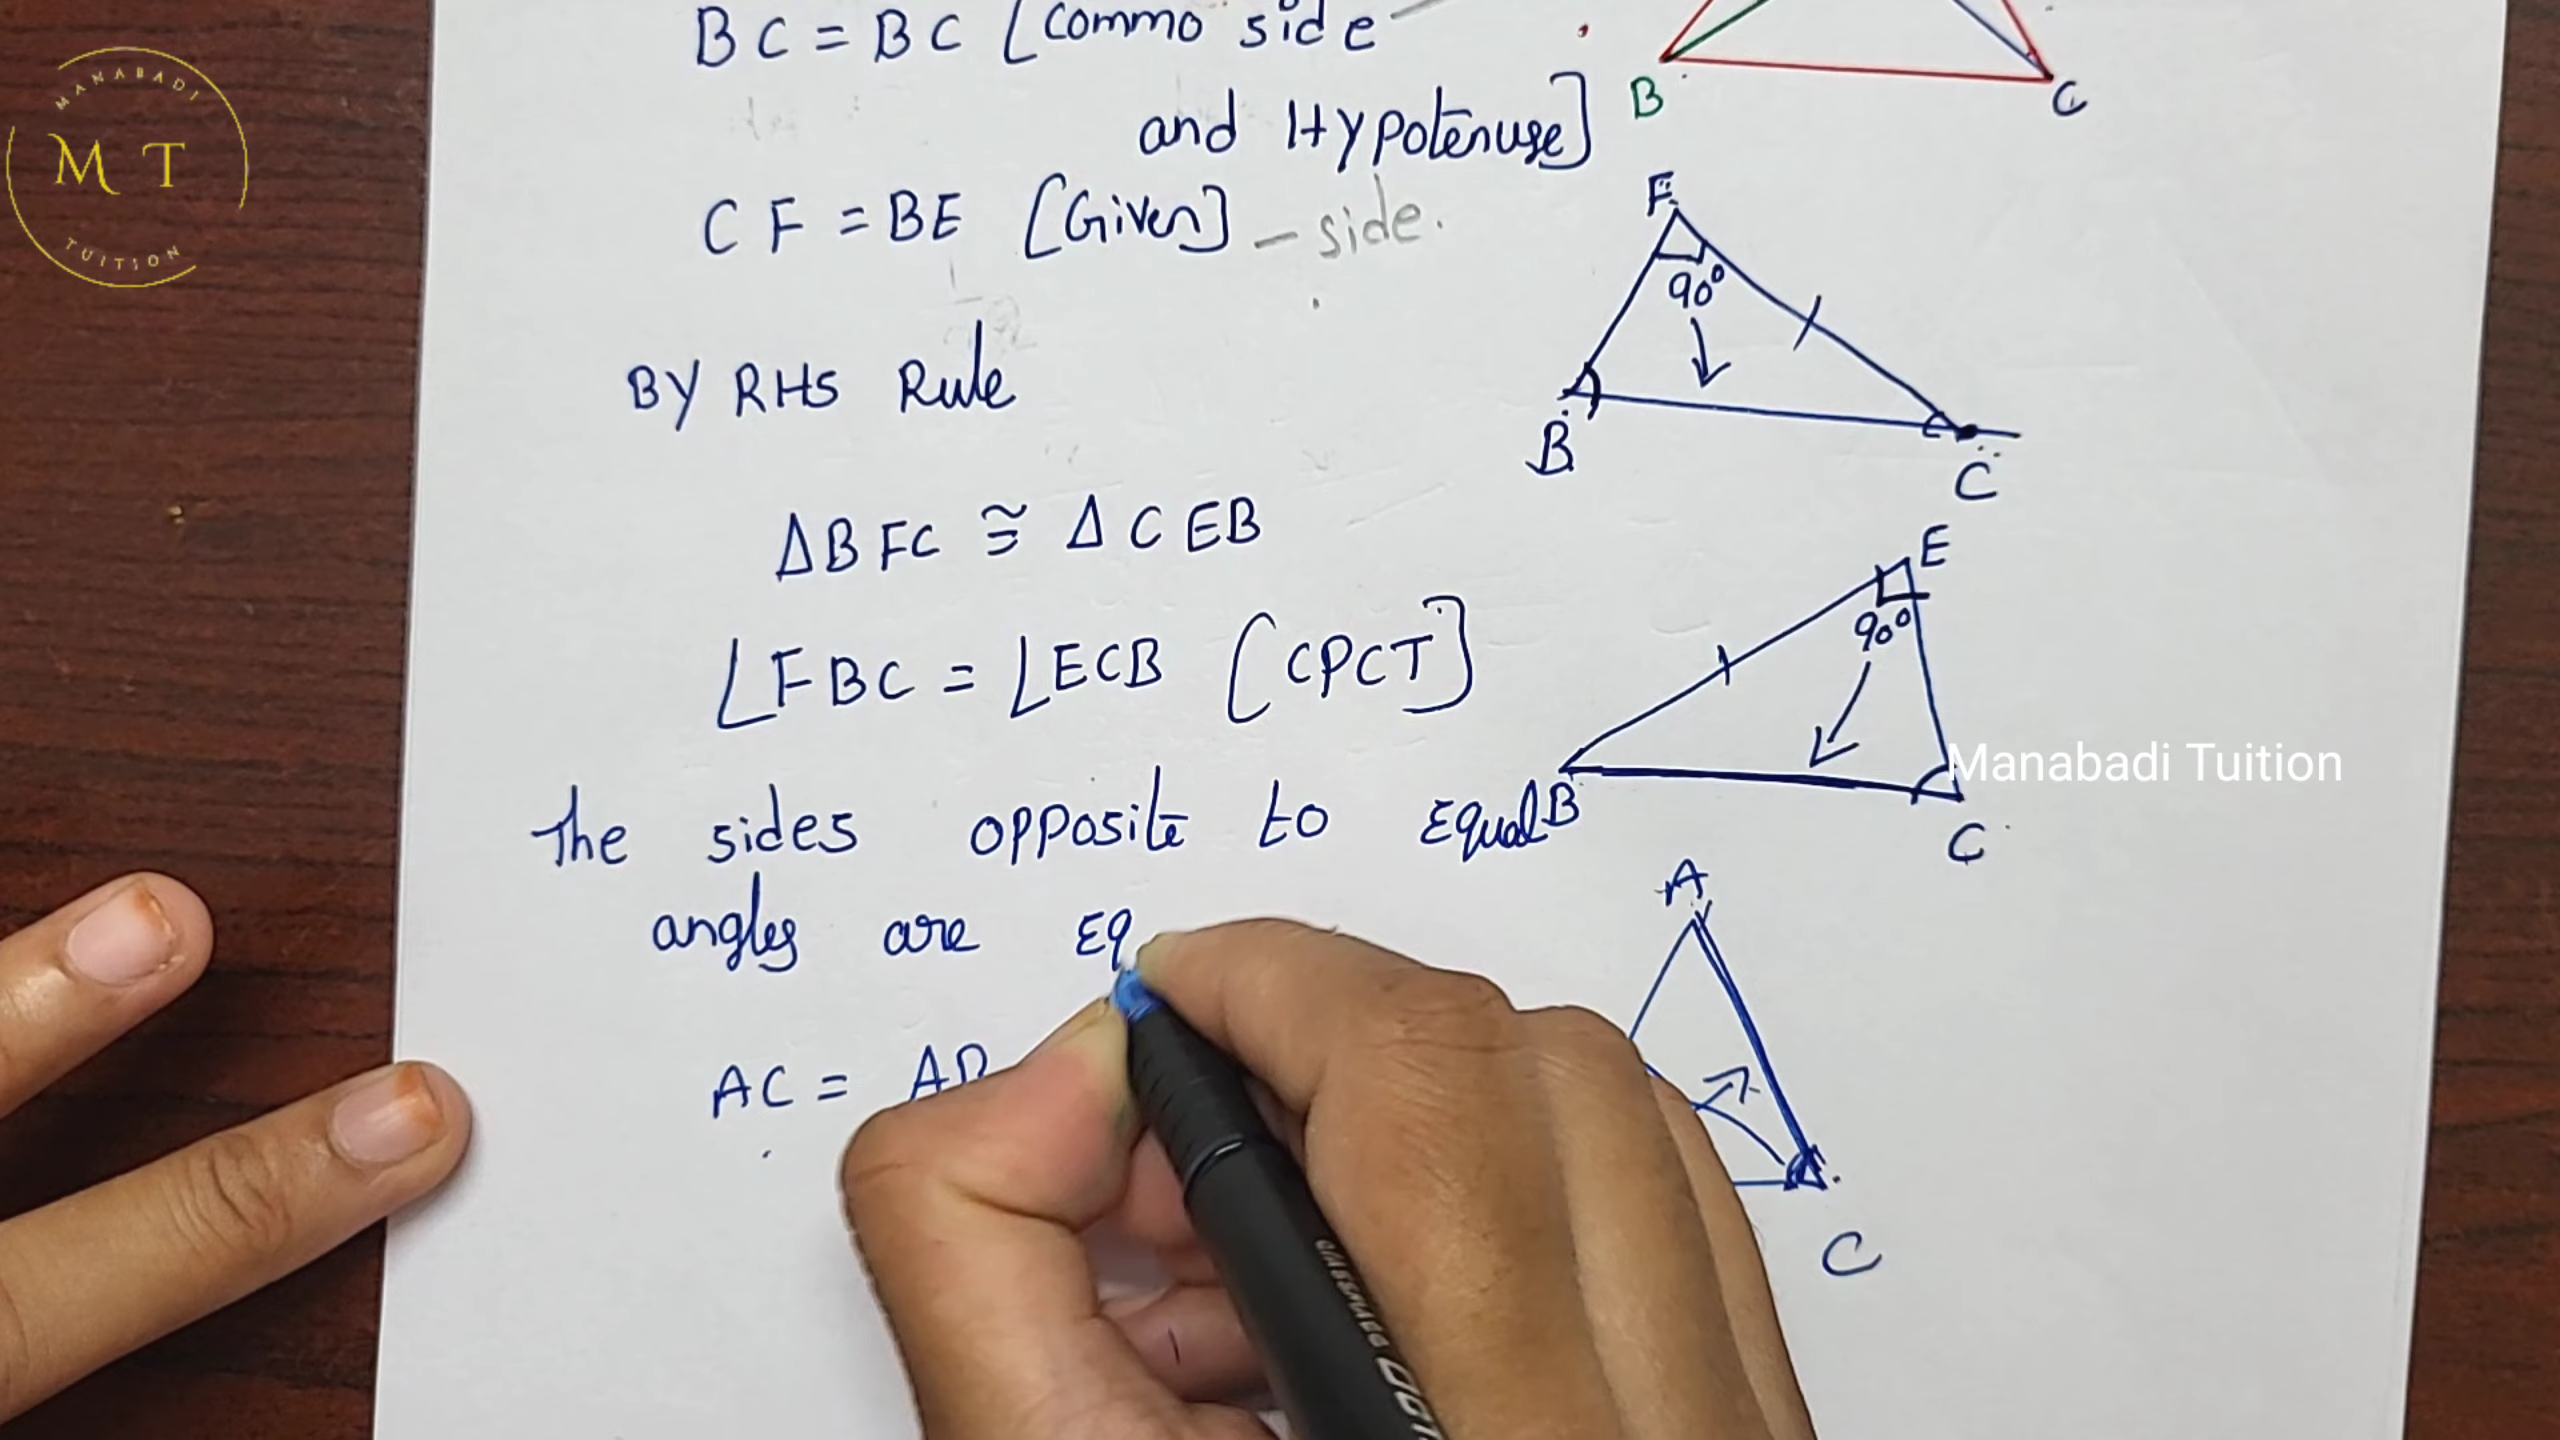 MANABADI
M T
TUITION
BC = BC [Commo side
and Hypotenuse]
B
C
CF = BE [Given] - side.
F
90°
B
C
BY RHS Rule
ΔBFC ≅ ΔCEB
E
90°
B
C
∠FBC = ∠ECB [CPCT]
Manabadi Tuition
The sides opposite to Equal
angles are Eq
A
C
AC = AB